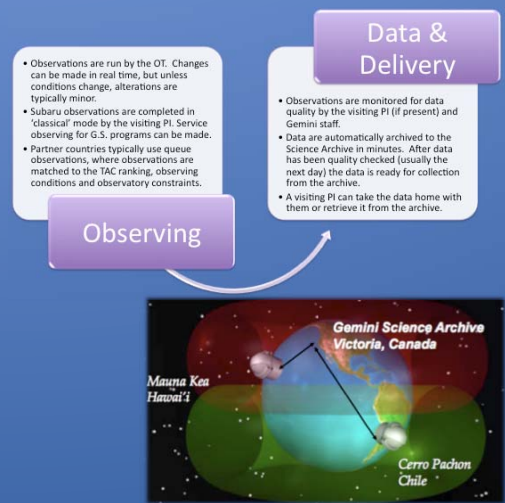 • Observations are run by the OT.  Changes
can be made in real time, but unless
conditions change, alterations are
typically minor.
• Subaru observations are completed in
'classical' mode by the visiting PI. Service
observing for G.S. programs can be made.
• Partner countries typically use queue
observations, where observations are
matched to the TAC ranking, observing
conditions and observatory constraints.
Observing
Data &
Delivery
• Observations are monitored for data
quality by the visiting PI (if present) and
Gemini staff.
• Data are automatically archived to the
Science Archive in minutes.  After data
has been quality checked (usually the
next day) the data is ready for collection
from the archive.
• A visiting PI can take the data home with
them or retrieve it from the archive.
Gemini Science Archive
Victoria, Canada
Mauna Kea
Hawai'i
Cerro Pachon
Chile